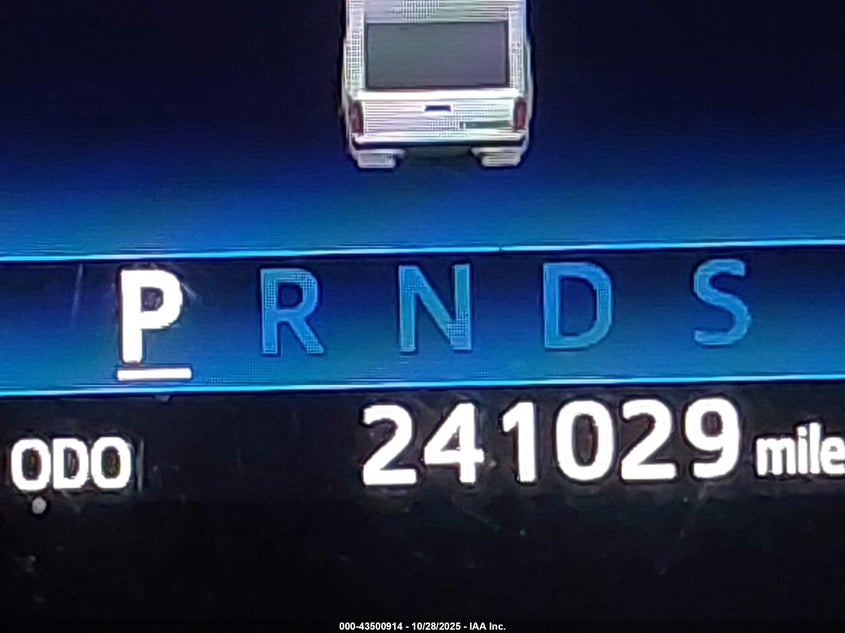 P R N D S
ODO 241029 mile
000-43500914 - 10/28/2025 - IAA Inc.